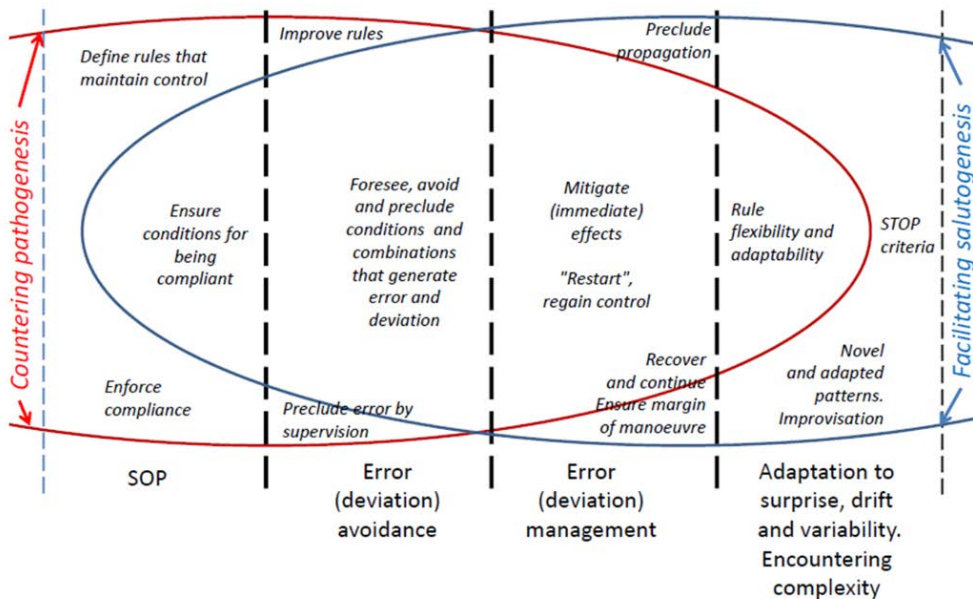 Countering pathogenesis
Define rules that
maintain control
Ensure
conditions for
being
compliant
Enforce
compliance
SOP
Improve rules
Foresee, avoid
and preclude
conditions and
combinations
that generate
error and
deviation
Preclude error by
supervision
Error
(deviation)
avoidance
Preclude
propagation
Mitigate
(immediate)
effects
"Restart",
regain control
Recover
and continue
Ensure margin
of manoeuvre
Error
(deviation)
management
Rule
flexibility and
adaptability
STOP
criteria
Novel
and adapted
patterns.
Improvisation
Adaptation to
surprise, drift
and variability.
Encountering
complexity
Facilitating salutogenesis